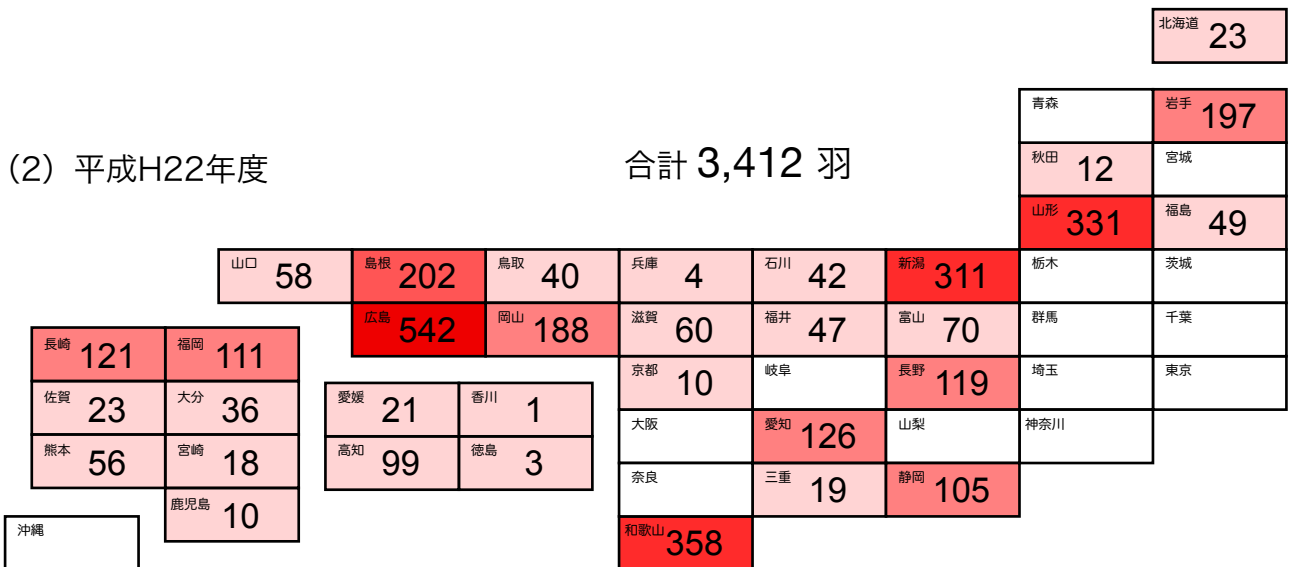 北海道 23
青森 岩手 197
(2) 平成H22年度 合計 3,412 羽
秋田 12 宮城
山形 331 福島 49
山口 58 島根 202 鳥取 40 兵庫 4 石川 42 新潟 311 栃木 茨城
広島 542 岡山 188 滋賀 60 福井 47 富山 70 群馬 千葉
長崎 121 福岡 111
京都 10 岐阜 長野 119 埼玉 東京
佐賀 23 大分 36 愛媛 21 香川 1
大阪 愛知 126 山梨 神奈川
熊本 56 宮崎 18 高知 99 徳島 3
奈良 三重 19 静岡 105
鹿児島 10
沖縄 和歌山 358